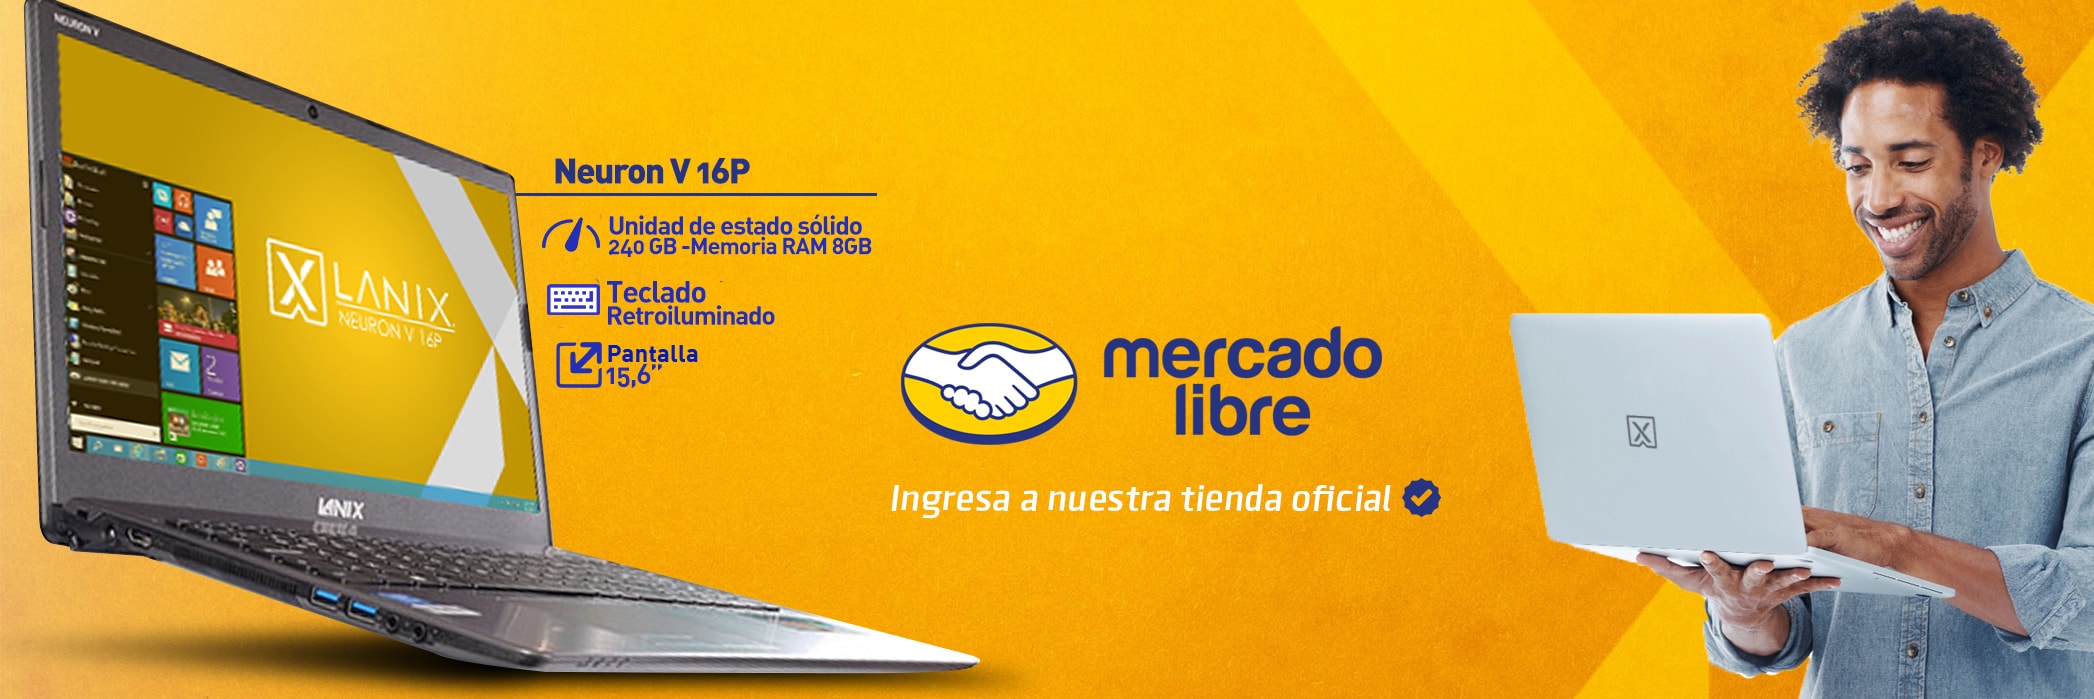 NEURON V
LANIX
NEURON V 16P
LANIX
Neuron V 16P
Unidad de estado sólido
240 GB -Memoria RAM 8GB
Teclado
Retroiluminado
Pantalla
15,6”
mercado
libre
Ingresa a nuestra tienda oficial